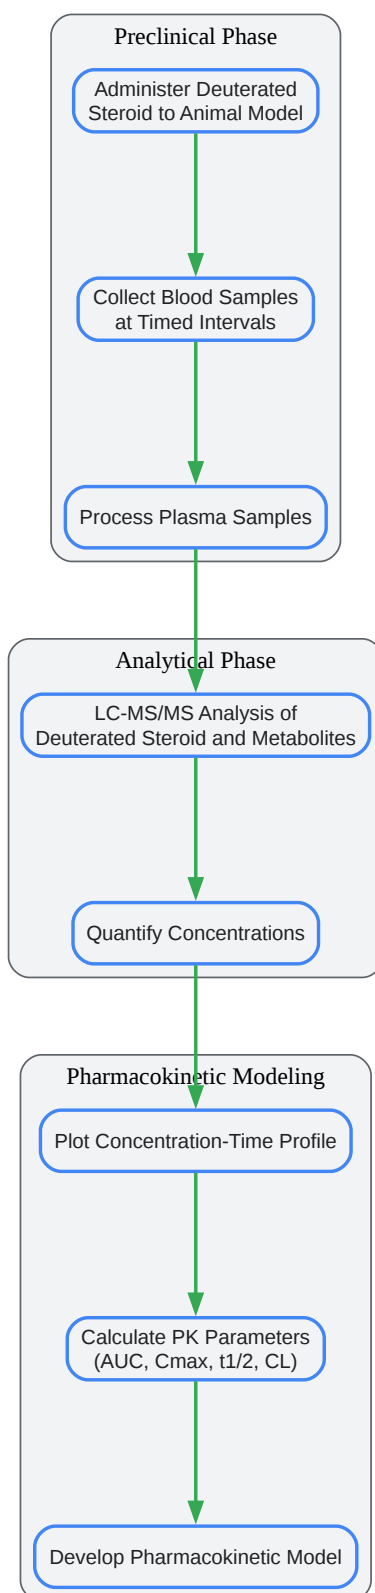 Preclinical Phase
Administer Deuterated
Steroid to Animal Model
Collect Blood Samples
at Timed Intervals
Process Plasma Samples
Analytical Phase
LC-MS/MS Analysis of
Deuterated Steroid and Metabolites
Quantify Concentrations
Pharmacokinetic Modeling
Plot Concentration-Time Profile
Calculate PK Parameters
(AUC, Cmax, t1/2, CL)
Develop Pharmacokinetic Model